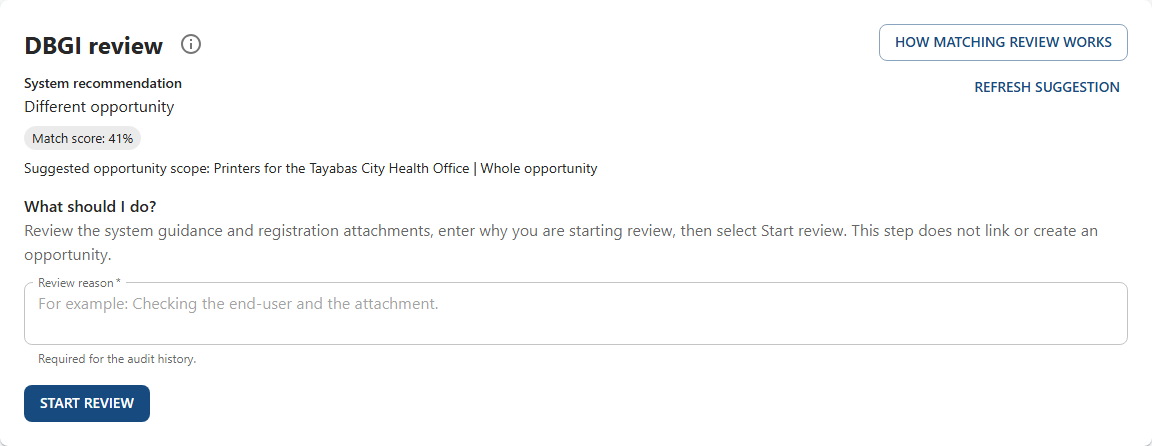 DBGI review
HOW MATCHING REVIEW WORKS
System recommendation
REFRESH SUGGESTION
Different opportunity
Match score: 41%
Suggested opportunity scope: Printers for the Tayabas City Health Office | Whole opportunity
What should I do?
Review the system guidance and registration attachments, enter why you are starting review, then select Start review. This step does not link or create an
opportunity.
Review reason *
For example: Checking the end-user and the attachment.
Required for the audit history.
START REVIEW